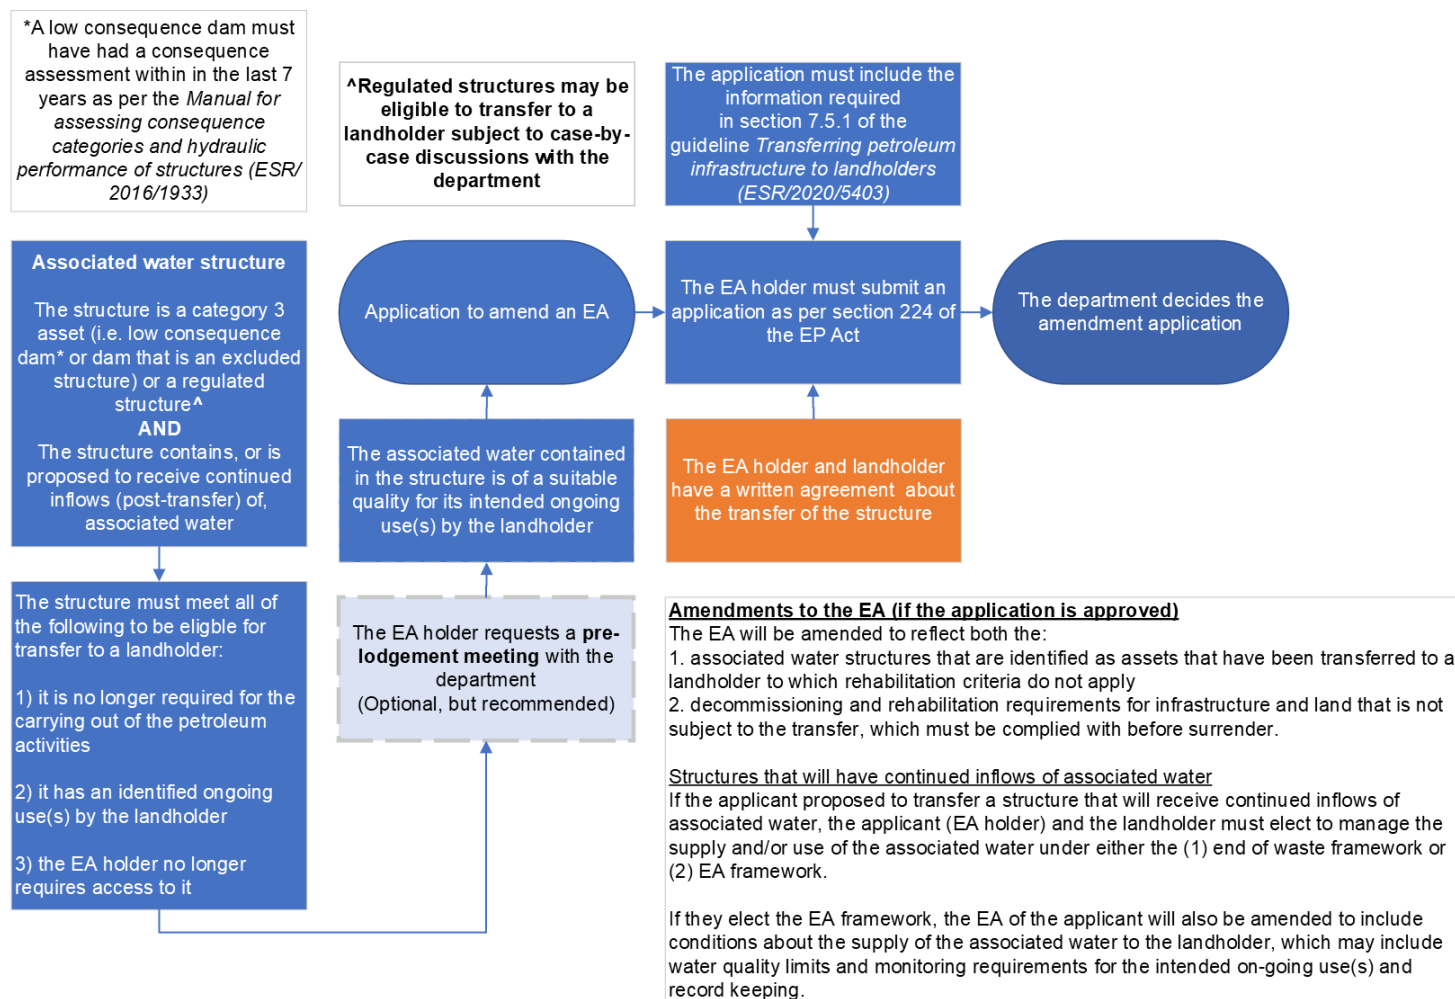 *A low consequence dam must
have had a consequence
assessment within in the last 7
years as per the Manual for
assessing consequence
categories and hydraulic
performance of structures (ESR/
2016/1933)
^Regulated structures may be
eligible to transfer to a
landholder subject to case-by-
case discussions with the
department
The application must include the
information required
in section 7.5.1 of the
guideline Transferring petroleum
infrastructure to landholders
(ESR/2020/5403)
Associated water structure
The structure is a category 3
asset (i.e. low consequence
dam* or dam that is an excluded
structure) or a regulated
structure^
AND
The structure contains, or is
proposed to receive continued
inflows (post-transfer) of,
associated water
Application to amend an EA
The EA holder must submit an
application as per section 224 of
the EP Act
The department decides the
amendment application
The associated water contained
in the structure is of a suitable
quality for its intended ongoing
use(s) by the landholder
The EA holder and landholder
have a written agreement  about
the transfer of the structure
The structure must meet all of
the following to be eligble for
transfer to a landholder:
1) it is no longer required for the
carrying out of the petroleum
activities
2) it has an identified ongoing
use(s) by the landholder
3) the EA holder no longer
requires access to it
The EA holder requests a pre-
lodgement meeting with the
department
(Optional, but recommended)
Amendments to the EA (if the application is approved)
The EA will be amended to reflect both the:
1. associated water structures that are identified as assets that have been transferred to a
landholder to which rehabilitation criteria do not apply
2. decommissioning and rehabilitation requirements for infrastructure and land that is not
subject to the transfer, which must be complied with before surrender.
Structures that will have continued inflows of associated water
If the applicant proposed to transfer a structure that will receive continued inflows of
associated water, the applicant (EA holder) and the landholder must elect to manage the
supply and/or use of the associated water under either the (1) end of waste framework or
(2) EA framework.
If they elect the EA framework, the EA of the applicant will also be amended to include
conditions about the supply of the associated water to the landholder, which may include
water quality limits and monitoring requirements for the intended on-going use(s) and
record keeping.